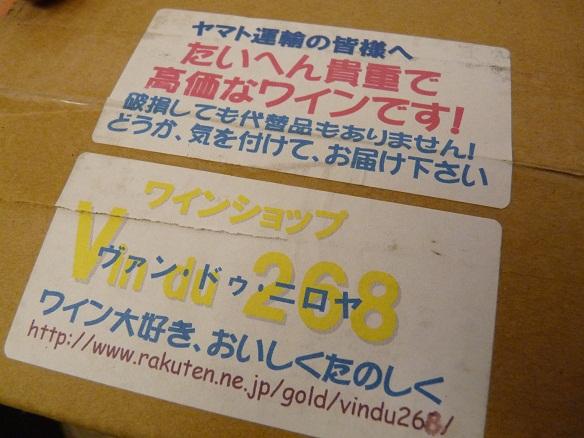 ヤマト運輸の皆様へ
たいへん貴重で
高価なワインです!
破損しても代替品もありません!
どうか、気を付けて、お届け下さい
ワインショップ
Vin du 268
ヴァン・ドゥ・ニロヤ
ワイン大好き、おいしくたのしく
http://www.rakuten.ne.jp/gold/vindu268/